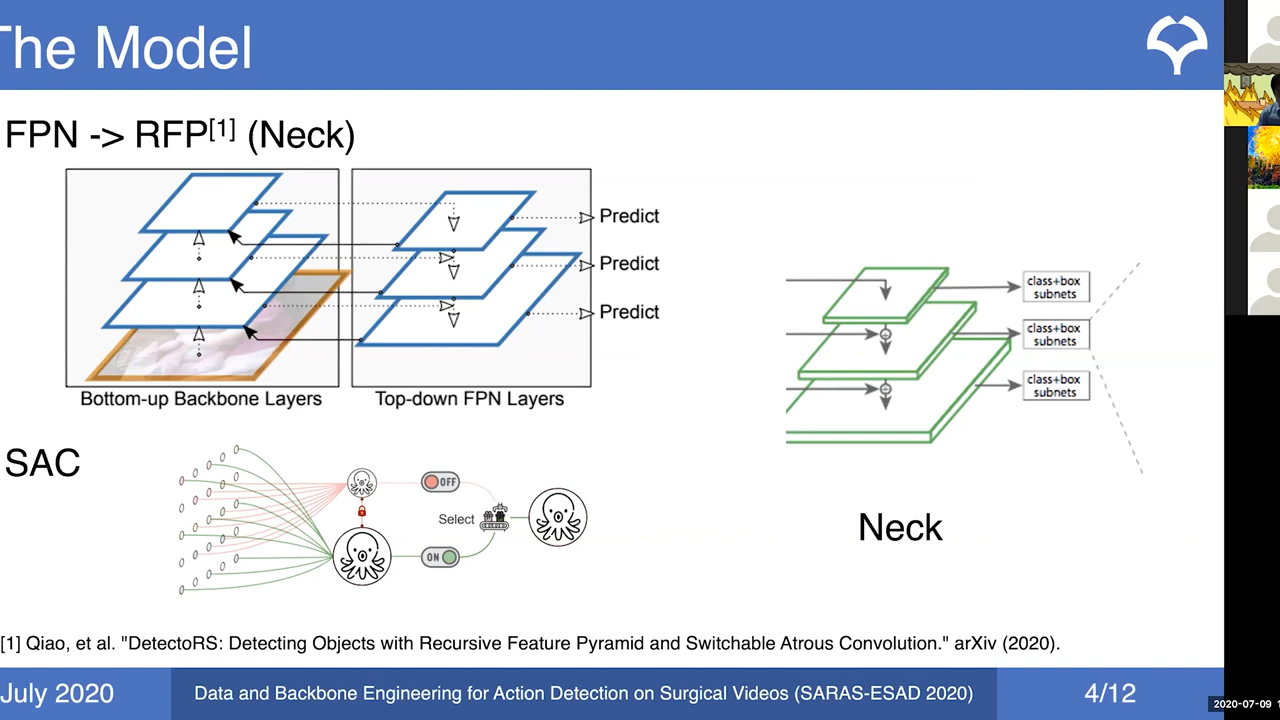 The Model
FPN -> RFP[1] (Neck)
Predict
Predict
Predict
Bottom-up Backbone Layers
Top-down FPN Layers
class+box
subnets
class+box
subnets
class+box
subnets
SAC
OFF
Select
ON
Neck
[1] Qiao, et al. "DetectoRS: Detecting Objects with Recursive Feature Pyramid and Switchable Atrous Convolution." arXiv (2020).
July 2020
Data and Backbone Engineering for Action Detection on Surgical Videos (SARAS-ESAD 2020)
4/12
2020-07-09